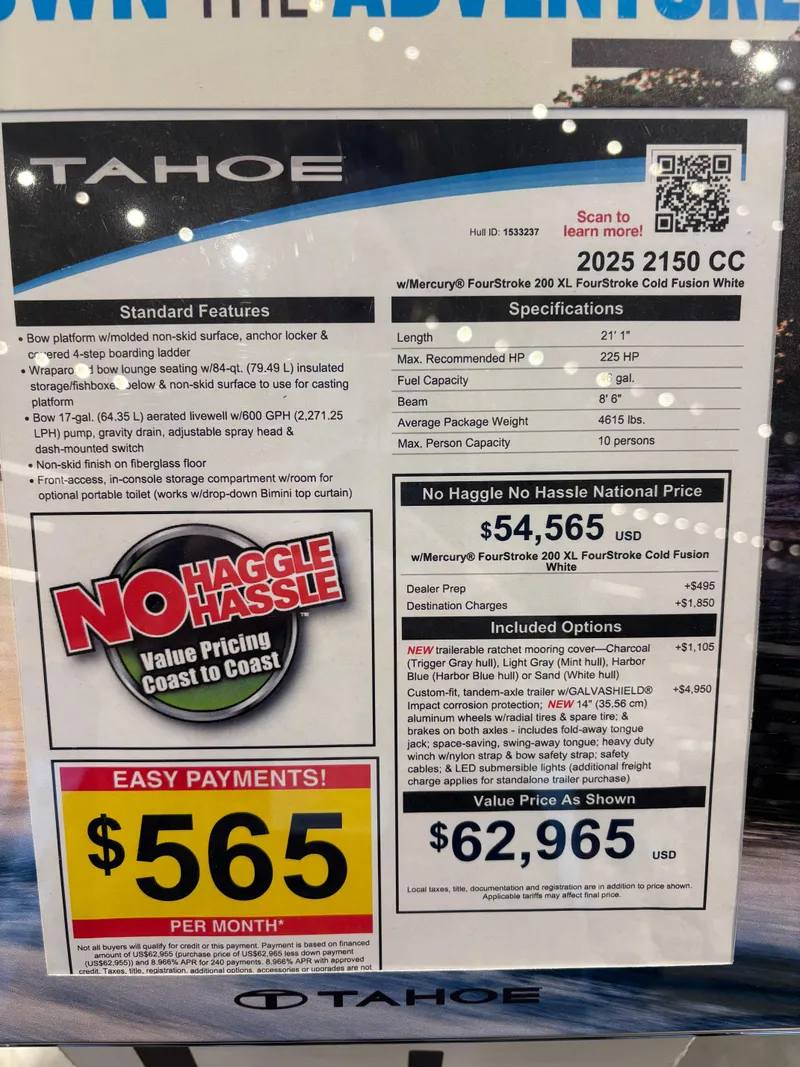 OWN THE ADVENTURE
TAHOE
Scan to
learn more!
Hull ID: 1533237
2025 2150 CC
w/Mercury® FourStroke 200 XL FourStroke Cold Fusion White
Standard Features
• Bow platform w/molded non-skid surface, anchor locker &
covered 4-step boarding ladder
• Wraparound bow lounge seating w/84-qt. (79.49 L) insulated
storage/fishboxes below & non-skid surface to use for casting
platform
• Bow 17-gal. (64.35 L) aerated livewell w/600 GPH (2,271.25
LPH) pump, gravity drain, adjustable spray head &
dash-mounted switch
• Non-skid finish on fiberglass floor
• Front-access, in-console storage compartment w/room for
optional portable toilet (works w/drop-down Bimini top curtain)
Specifications
Length 21' 1"
Max. Recommended HP 225 HP
Fuel Capacity gal.
Beam 8' 6"
Average Package Weight 4615 lbs.
Max. Person Capacity 10 persons
NO HAGGLE
HASSLE™
Value Pricing
Coast to Coast
No Haggle No Hassle National Price
$54,565 USD
w/Mercury® FourStroke 200 XL FourStroke Cold Fusion
White
Dealer Prep +$495
Destination Charges +$1,850
Included Options
NEW trailerable ratchet mooring cover—Charcoal +$1,105
(Trigger Gray hull), Light Gray (Mint hull), Harbor
Blue (Harbor Blue hull) or Sand (White hull)
Custom-fit, tandem-axle trailer w/GALVASHIELD® +$4,950
Impact corrosion protection; NEW 14" (35.56 cm)
aluminum wheels w/radial tires & spare tire; &
brakes on both axles - includes fold-away tongue
jack; space-saving, swing-away tongue; heavy duty
winch w/nylon strap & bow safety strap; safety
cables; & LED submersible lights (additional freight
charge applies for standalone trailer purchase)
Value Price As Shown
$62,965 USD
Local taxes, title, documentation and registration are in addition to price shown.
Applicable tariffs may affect final price.
EASY PAYMENTS!
$565
PER MONTH*
Not all buyers will qualify for credit or this payment. Payment is based on financed
amount of US$62,955 (purchase price of US$62,965 less down payment
(US$62,955)) and 8.966% APR for 240 payments. 8.966% APR with approved
credit. Taxes, title, registration, additional options, accessories or upgrades are not
TAHOE